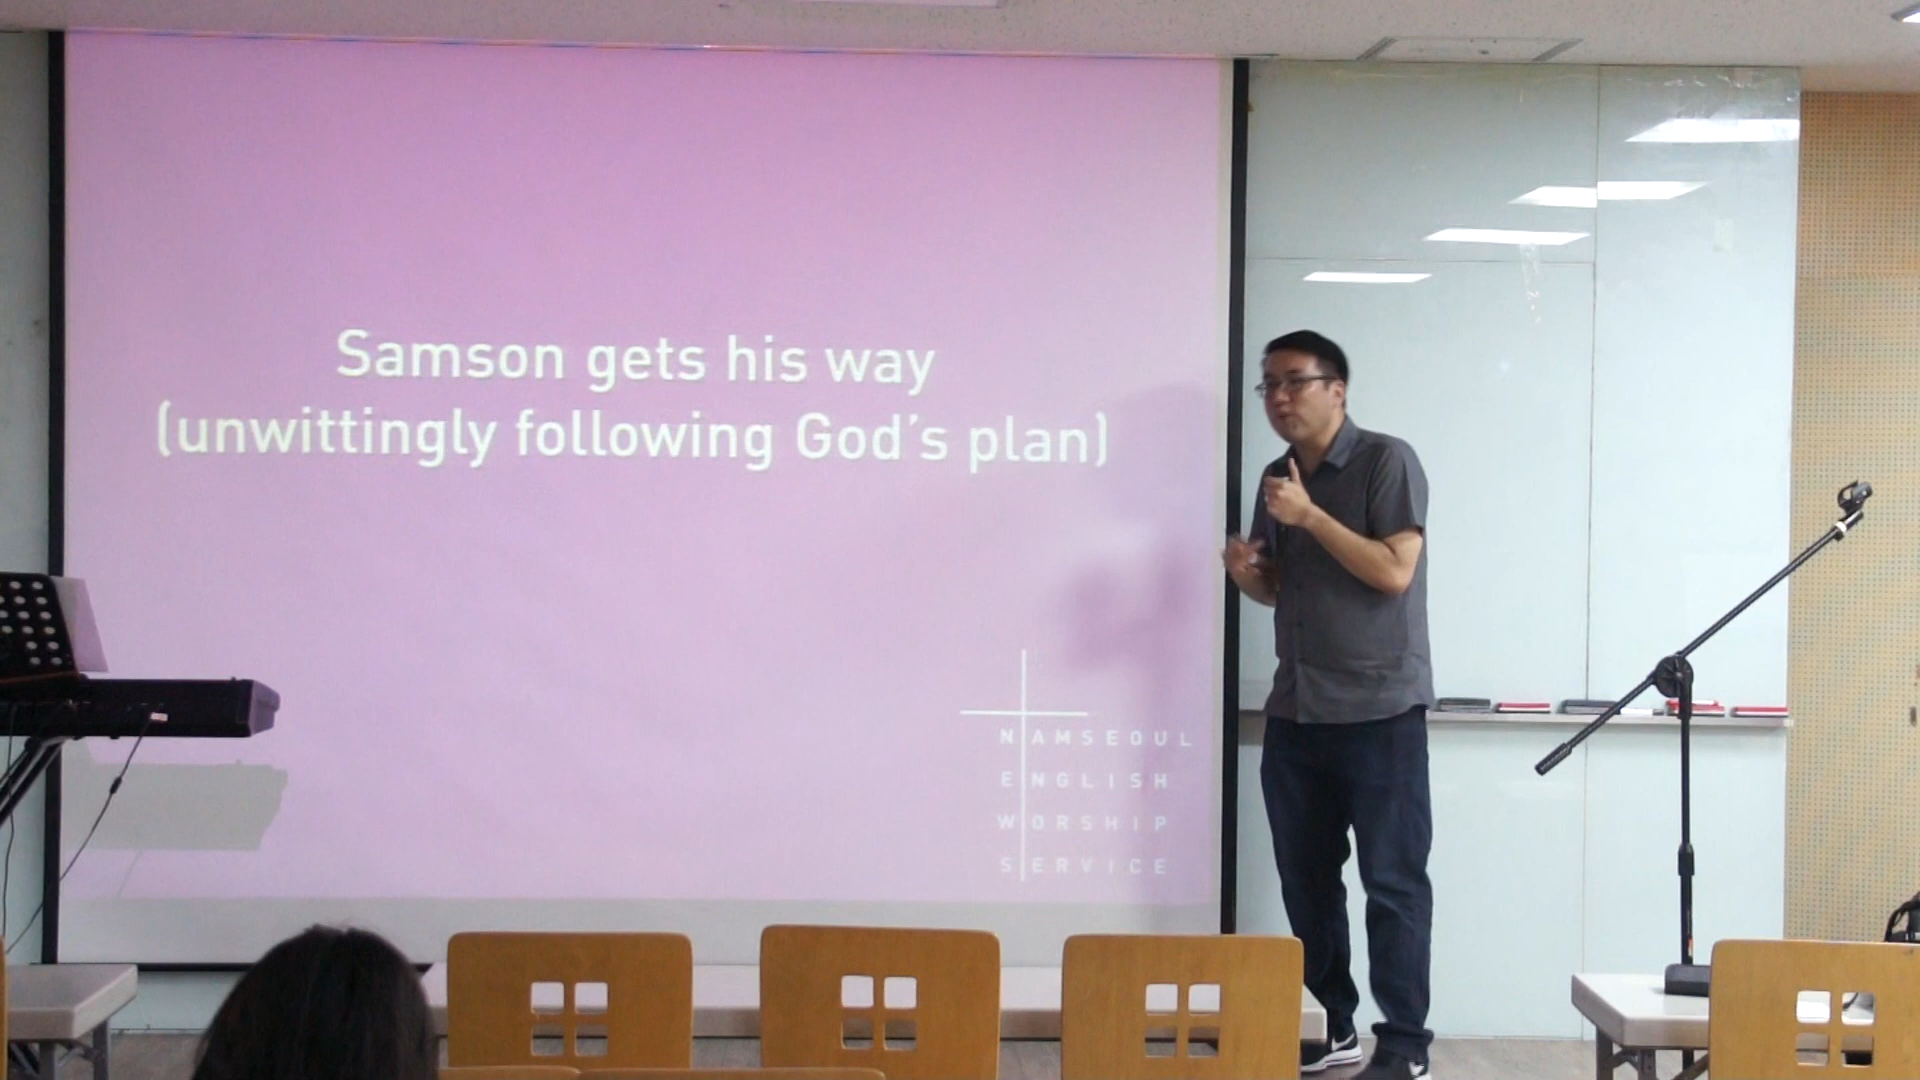 Samson gets his way
(unwittingly following God's plan)
NAMSEOUL
ENGLISH
WORSHIP
SERVICE